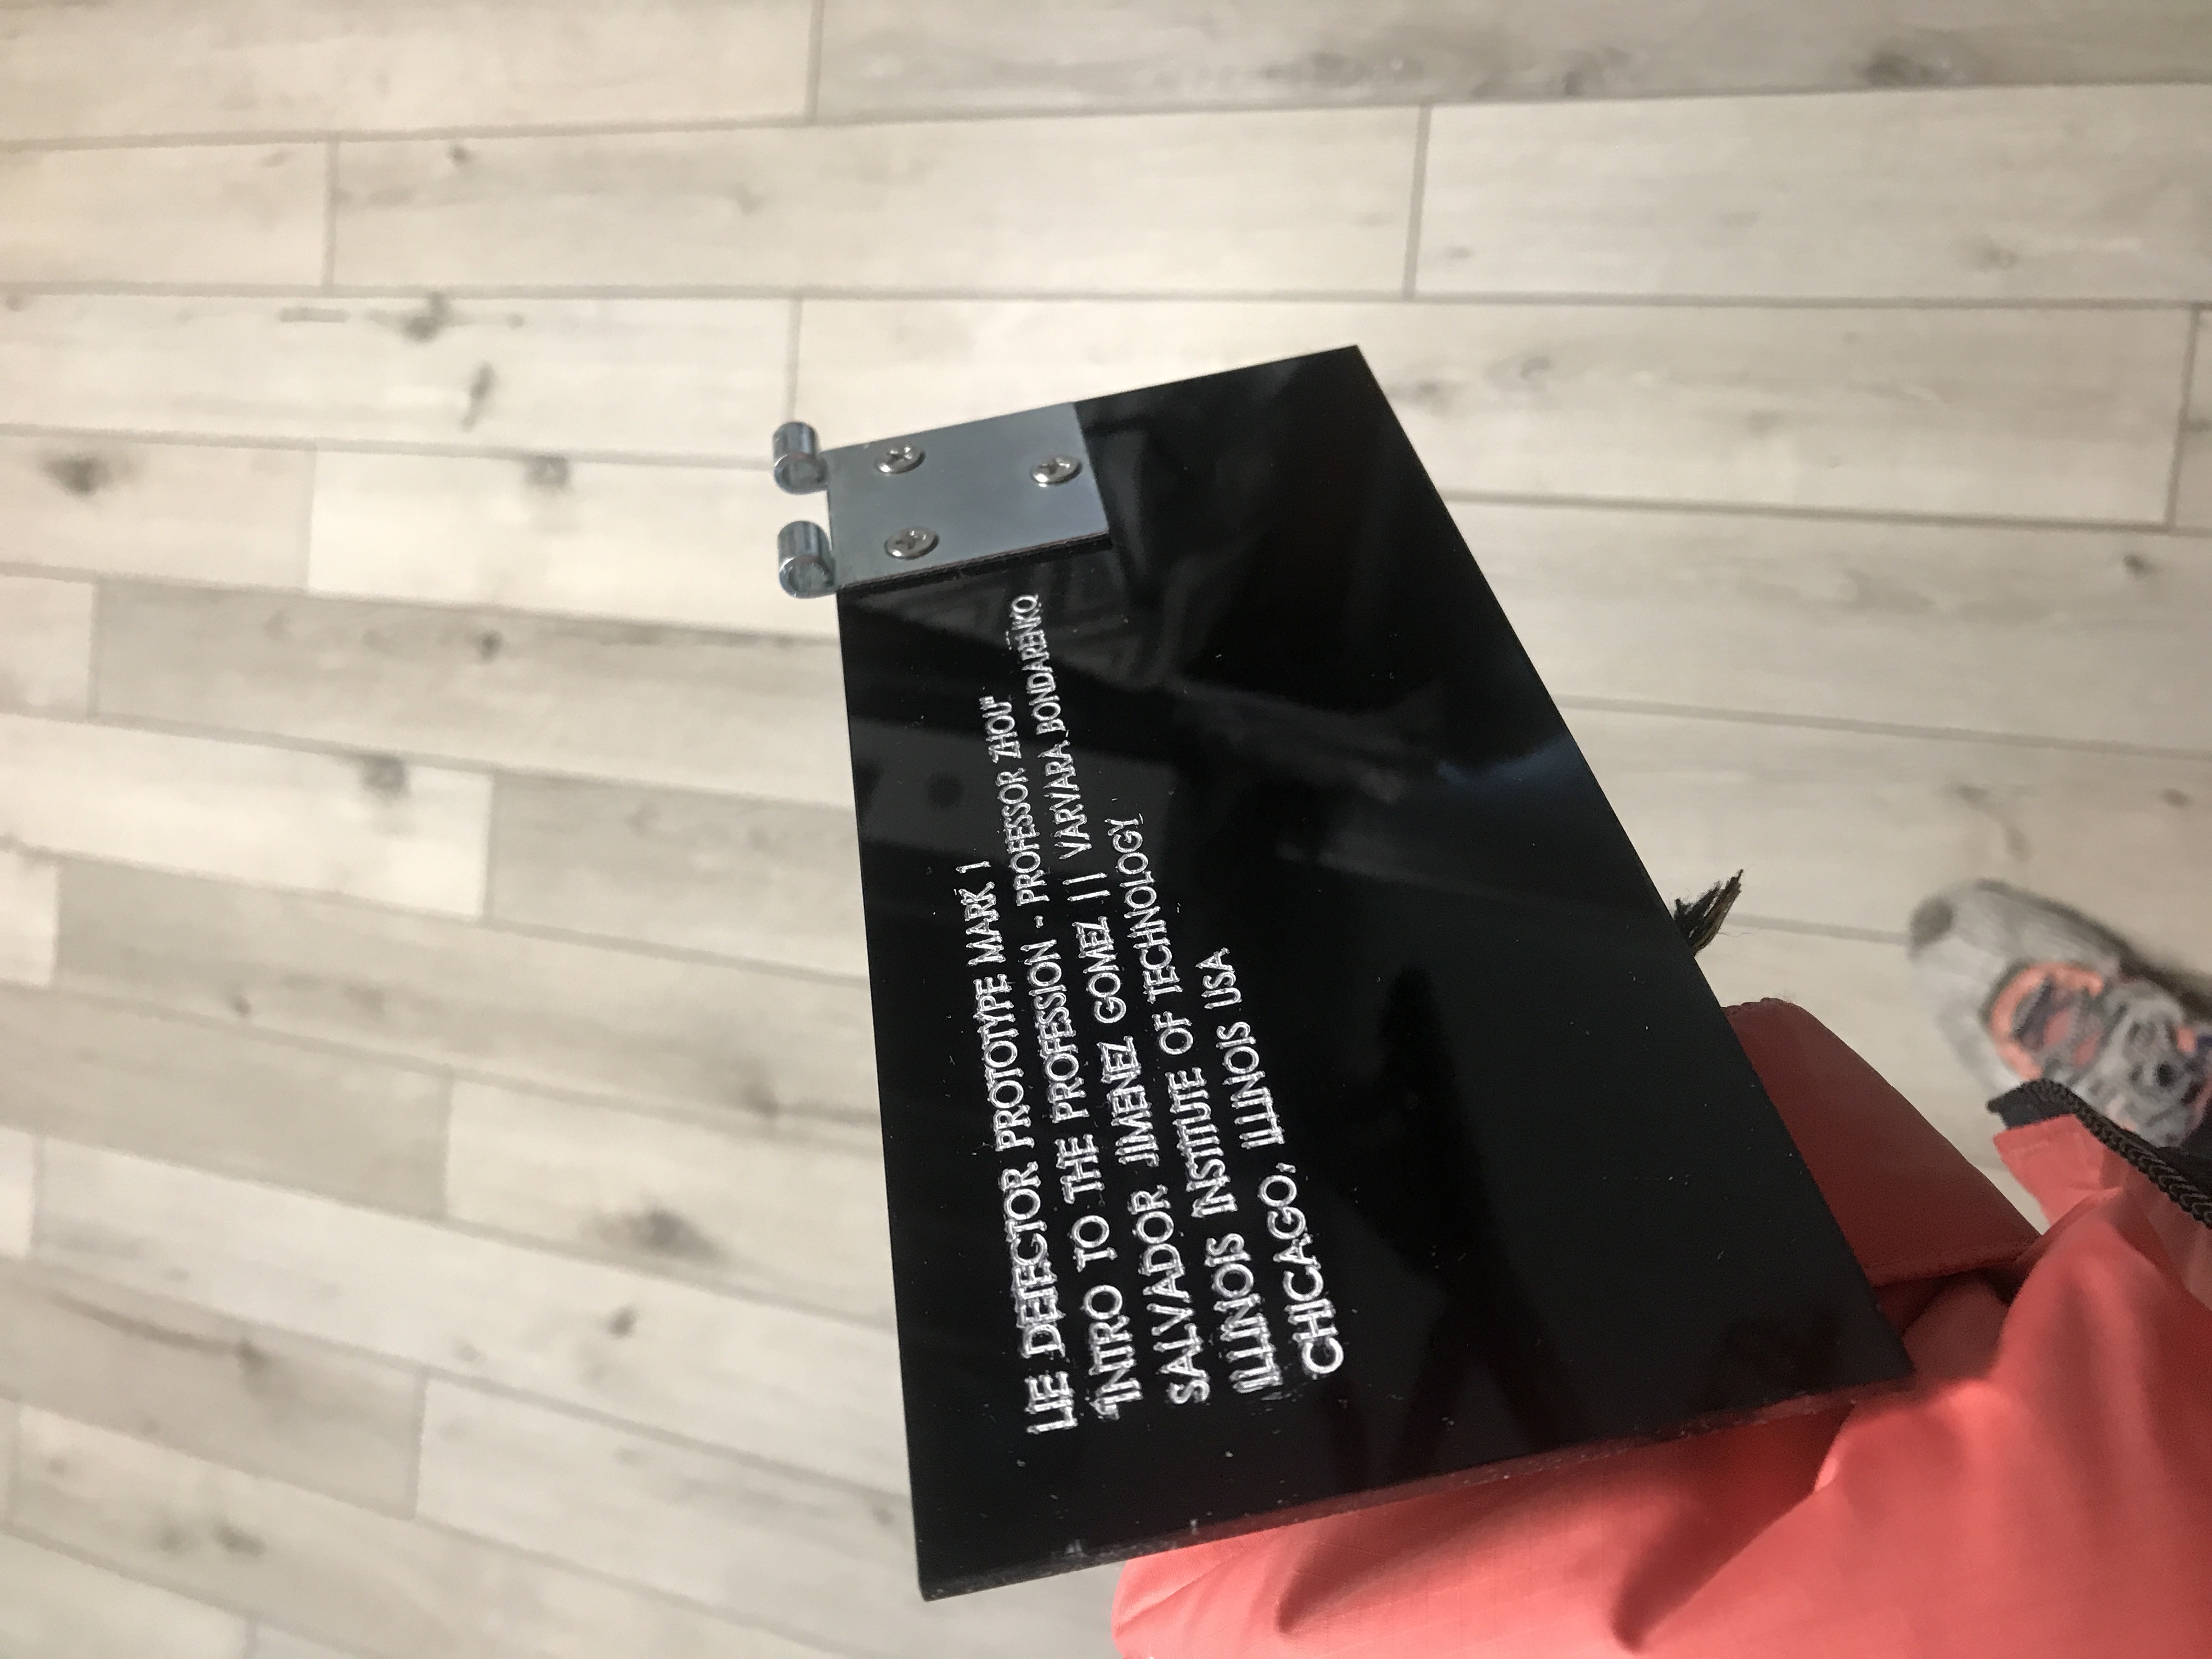 LIE DETECTOR PROTOTYPE MARK 1
"INTRO TO THE PROFESSION - PROFESSOR ZHOU"
SALVADOR JIMENEZ GOMEZ || VARVARA BONDARENKO
ILLINOIS INSTITUTE OF TECHNOLOGY
CHICAGO, ILLINOIS USA